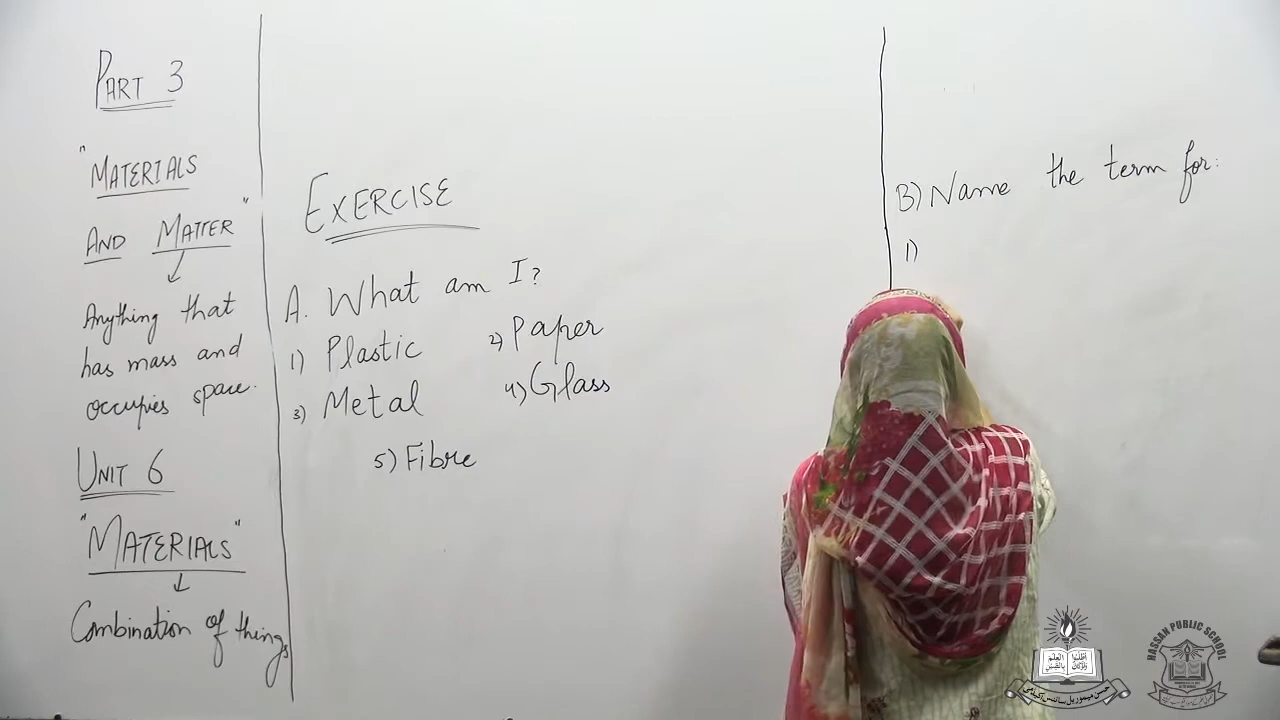 PART 3
"MATERIALS
AND MATTER"
Anything that
has mass and
occupies space.
UNIT 6
"MATERIALS"
Combination of things
EXERCISE
A. What am I?
1) Plastic 2) Paper
3) Metal 4) Glass
5) Fibre
B) Name the term for:
1)
HASSAN PUBLIC SCHOOL